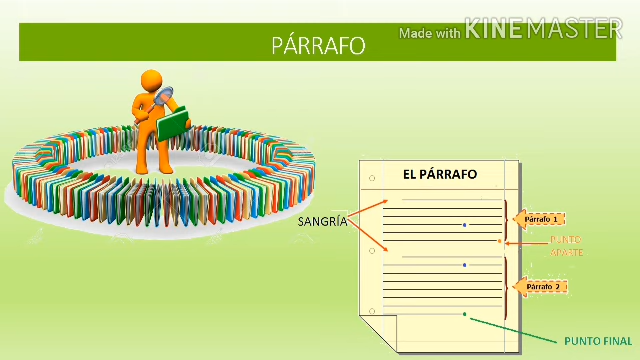 Made with KINEMASTER
PÁRRAFO
EL PÁRRAFO
SANGRÍA
Párrafo 1
PUNTO
APARTE
Párrafo 2
PUNTO FINAL